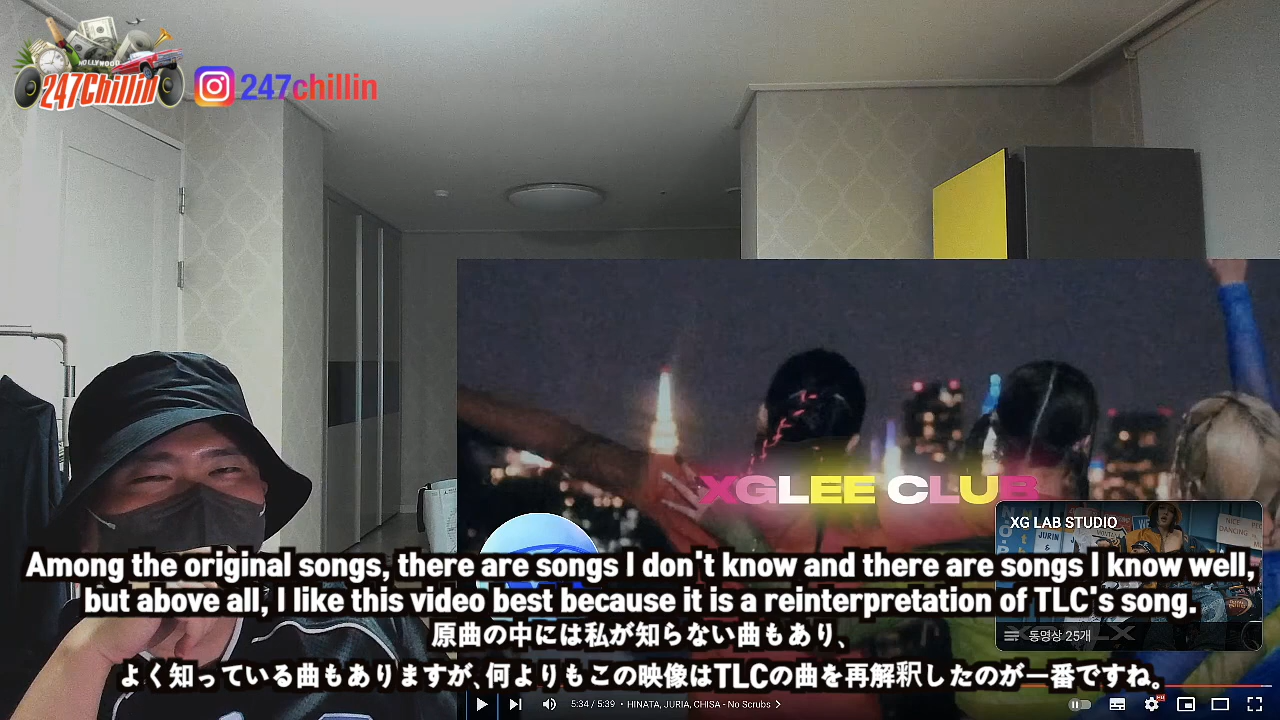 HOLLYWOOD
247Chillin
247chillin
XGLEE CLUB
XG LAB STUDIO
JURIN
NICE
DANCING
Among the original songs, there are songs I don't know and there are songs I know well,
but above all, I like this video best because it is a reinterpretation of TLC's song.
原曲の中には私が知らない曲もあり、
よく知っている曲もありますが､何よりもこの映像はTLCの曲を再解釈したのが一番ですね。
동영상 25개
5:34 / 5:39 • HINATA, JURIA, CHISA - No Scrubs
HD